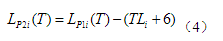 L_{P2i}(T) = L_{P1i}(T) − (TL_i + 6) （4）